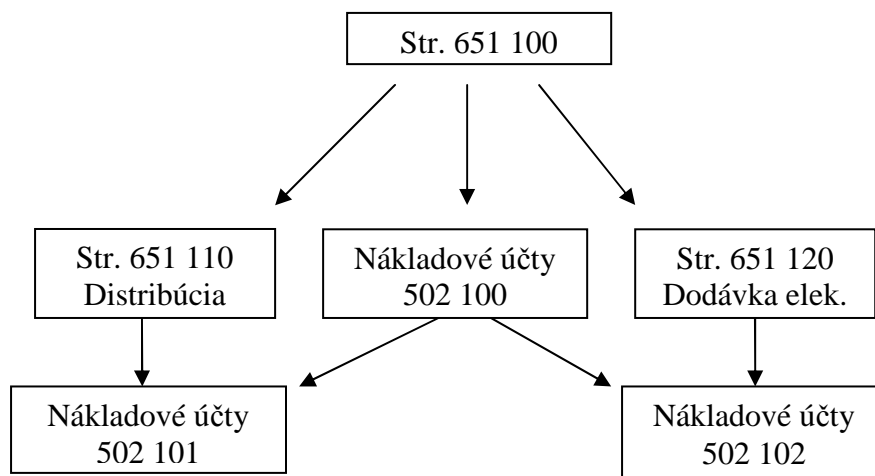 Str. 651 100
Str. 651 110
Distribúcia
Nákladové účty
502 100
Str. 651 120
Dodávka elek.
Nákladové účty
502 101
Nákladové účty
502 102